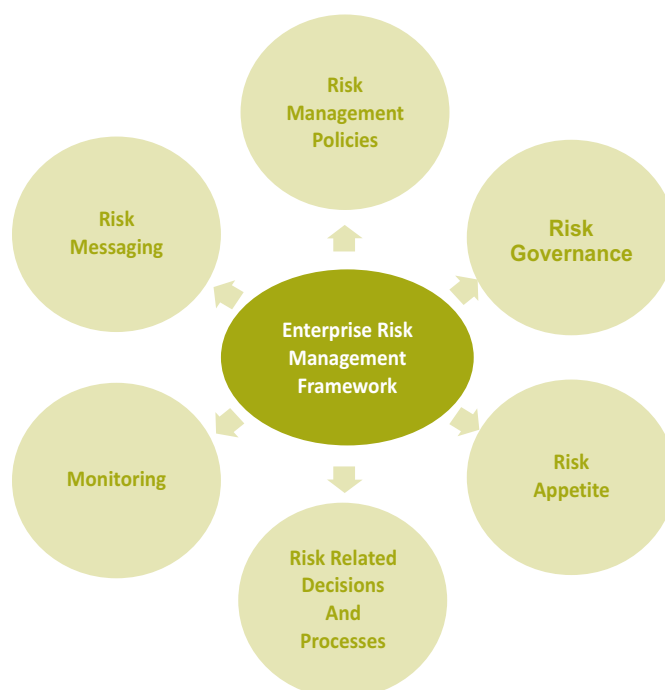 Risk
Management
Policies
Risk
Messaging
Risk
Governance
Enterprise Risk
Management
Framework
Monitoring
Risk
Appetite
Risk Related
Decisions
And
Processes